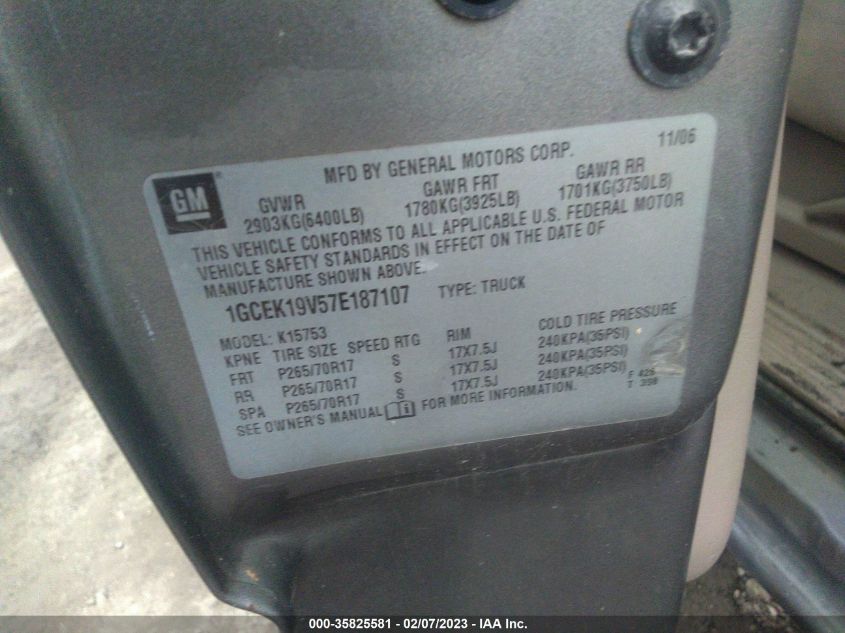 MFD BY GENERAL MOTORS CORP. 11/06
GM
GVWR GAWR FRT GAWR RR
2903KG(6400LB) 1780KG(3925LB) 1701KG(3750LB)
THIS VEHICLE CONFORMS TO ALL APPLICABLE U.S. FEDERAL MOTOR
VEHICLE SAFETY STANDARDS IN EFFECT ON THE DATE OF
MANUFACTURE SHOWN ABOVE.
1GCEK19V57E187107 TYPE: TRUCK
MODEL: K15753
KPNE TIRE SIZE SPEED RTG RIM COLD TIRE PRESSURE
FRT P265/70R17 S 17X7.5J 240KPA(35PSI)
RR P265/70R17 S 17X7.5J 240KPA(35PSI)
SPA P265/70R17 S 17X7.5J 240KPA(35PSI)
SEE OWNER'S MANUAL FOR MORE INFORMATION.
F 426
T 358
000-35825581 - 02/07/2023 - IAA Inc.